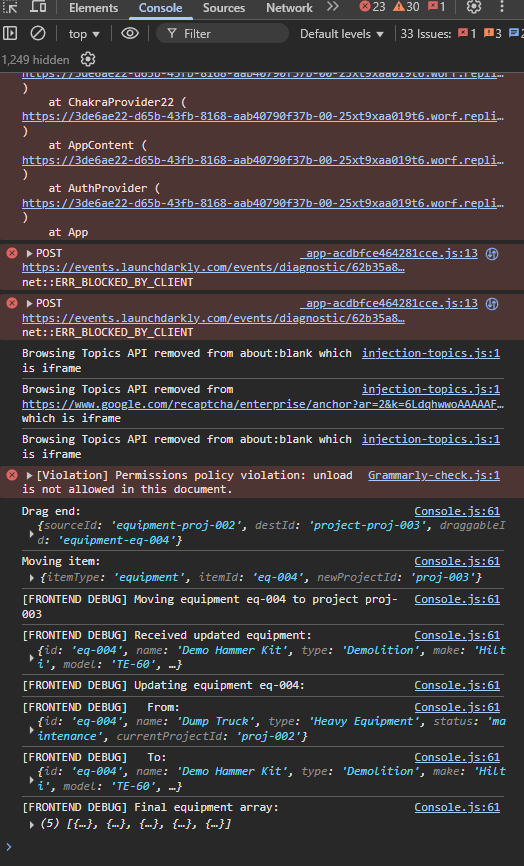 Elements Console Sources Network 23 30 1
top Filter Default levels 33 Issues: 1 3 2
1,249 hidden
https://3de6ae22-d65b-43fb-8168-aab40790f37b-00-25xt9xaa019t6.worf.repli…
)
at ChakraProvider22 (
https://3de6ae22-d65b-43fb-8168-aab40790f37b-00-25xt9xaa019t6.worf.repli…
)
at AppContent (
https://3de6ae22-d65b-43fb-8168-aab40790f37b-00-25xt9xaa019t6.worf.repli…
)
at AuthProvider (
https://3de6ae22-d65b-43fb-8168-aab40790f37b-00-25xt9xaa019t6.worf.repli…
)
at App
POST _app-acdbfce464281cce.js:13
https://events.launchdarkly.com/events/diagnostic/62b35a8…
net::ERR_BLOCKED_BY_CLIENT
POST _app-acdbfce464281cce.js:13
https://events.launchdarkly.com/events/diagnostic/62b35a8…
net::ERR_BLOCKED_BY_CLIENT
Browsing Topics API removed from about:blank which injection-topics.js:1
is iframe
Browsing Topics API removed from injection-topics.js:1
https://www.google.com/recaptcha/enterprise/anchor?ar=2&k=6LdqhwwoAAAAAF…
which is iframe
Browsing Topics API removed from about:blank which injection-topics.js:1
is iframe
[Violation] Permissions policy violation: unload Grammarly-check.js:1
is not allowed in this document.
Drag end: Console.js:61
{sourceId: 'equipment-proj-002', destId: 'project-proj-003', draggableI
d: 'equipment-eq-004'}
Moving item: Console.js:61
{itemType: 'equipment', itemId: 'eq-004', newProjectId: 'proj-003'}
[FRONTEND DEBUG] Moving equipment eq-004 to project proj- Console.js:61
003
[FRONTEND DEBUG] Received updated equipment: Console.js:61
{id: 'eq-004', name: 'Demo Hammer Kit', type: 'Demolition', make: 'Hilt
i', model: 'TE-60', …}
[FRONTEND DEBUG] Updating equipment eq-004: Console.js:61
[FRONTEND DEBUG] From: Console.js:61
{id: 'eq-004', name: 'Dump Truck', type: 'Heavy Equipment', status: 'ma
intenance', currentProjectId: 'proj-002'}
[FRONTEND DEBUG] To: Console.js:61
{id: 'eq-004', name: 'Demo Hammer Kit', type: 'Demolition', make: 'Hilt
i', model: 'TE-60', …}
[FRONTEND DEBUG] Final equipment array: Console.js:61
(5) [{…}, {…}, {…}, {…}, {…}]